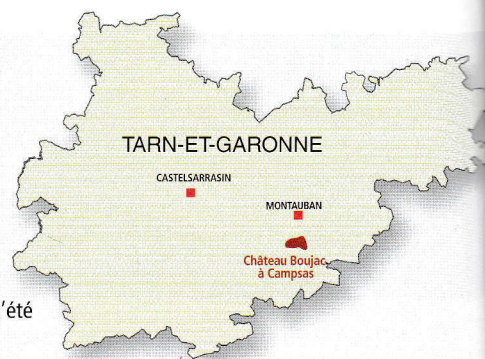 TARN-ET-GARONNE
CASTELSARRASIN
MONTAUBAN
Château Boujac
à Campsas
'été